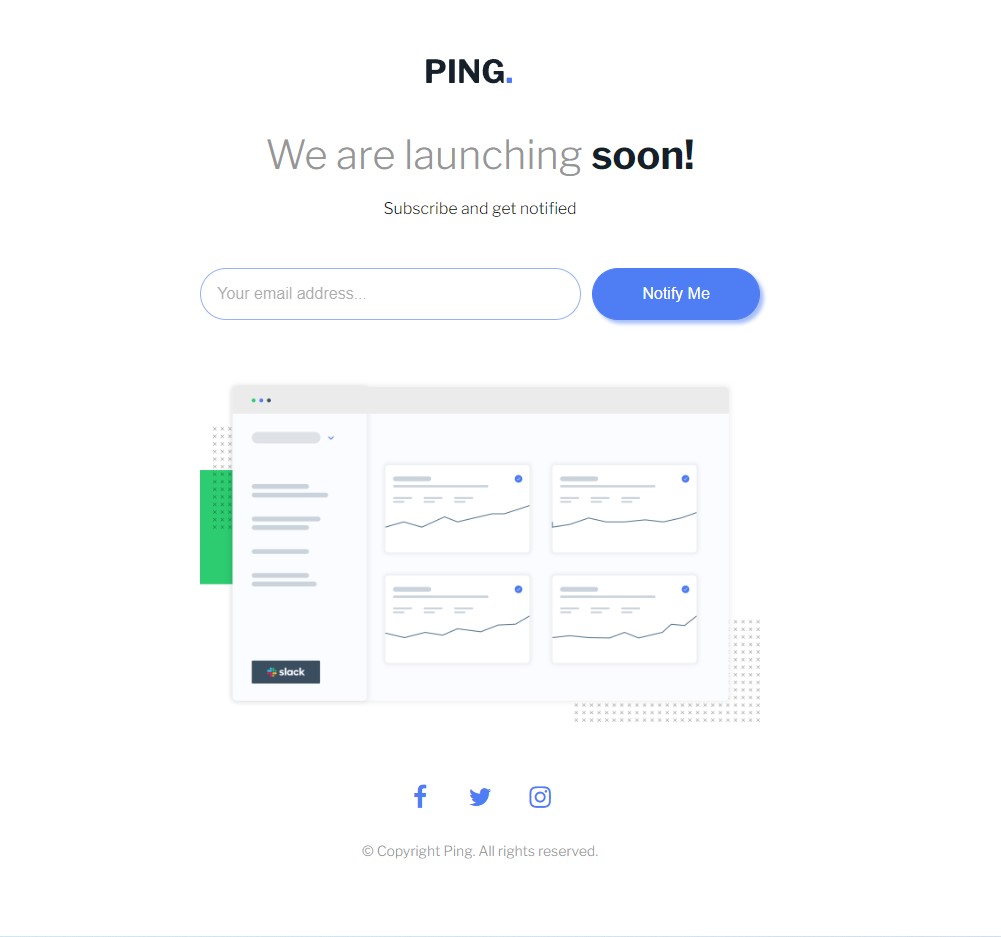 PING.
We are launching soon!
Subscribe and get notified
Your email address...
Notify Me
slack
© Copyright Ping. All rights reserved.